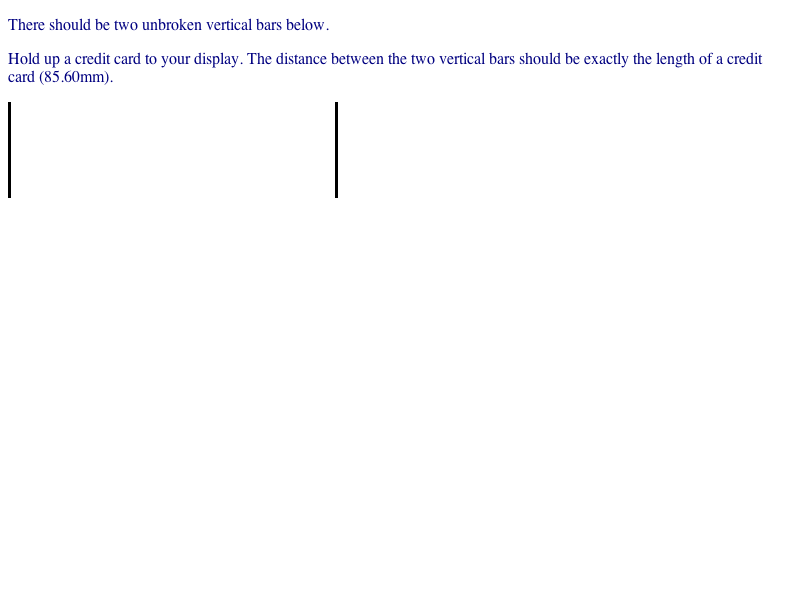 There should be two unbroken vertical bars below.
Hold up a credit card to your display. The distance between the two vertical bars should be exactly the length of a credit
card (85.60mm).